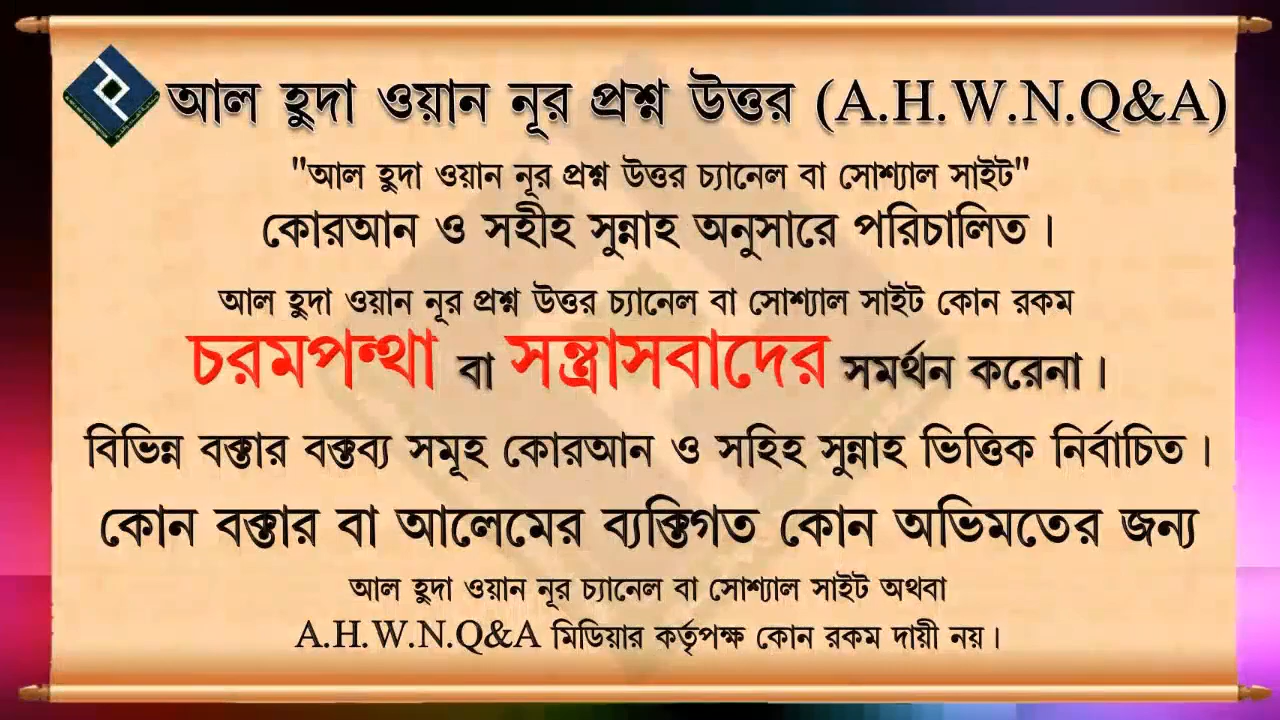 আল হুদা ওয়ান নূর প্রশ্ন উত্তর (A.H.W.N.Q&A)
"আল হুদা ওয়ান নূর প্রশ্ন উত্তর চ্যানেল বা সোশ্যাল সাইট"
কোরআন ও সহীহ সুন্নাহ অনুসারে পরিচালিত।
আল হুদা ওয়ান নূর প্রশ্ন উত্তর চ্যানেল বা সোশ্যাল সাইট কোন রকম
চরমপন্থা বা সন্ত্রাসবাদের সমর্থন করেনা।
বিভিন্ন বক্তার বক্তব্য সমূহ কোরআন ও সহিহ সুন্নাহ ভিত্তিক নির্বাচিত।
কোন বক্তার বা আলেমের ব্যক্তিগত কোন অভিমতের জন্য
আল হুদা ওয়ান নূর চ্যানেল বা সোশ্যাল সাইট অথবা
A.H.W.N.Q&A মিডিয়ার কর্তৃপক্ষ কোন রকম দায়ী নয়।